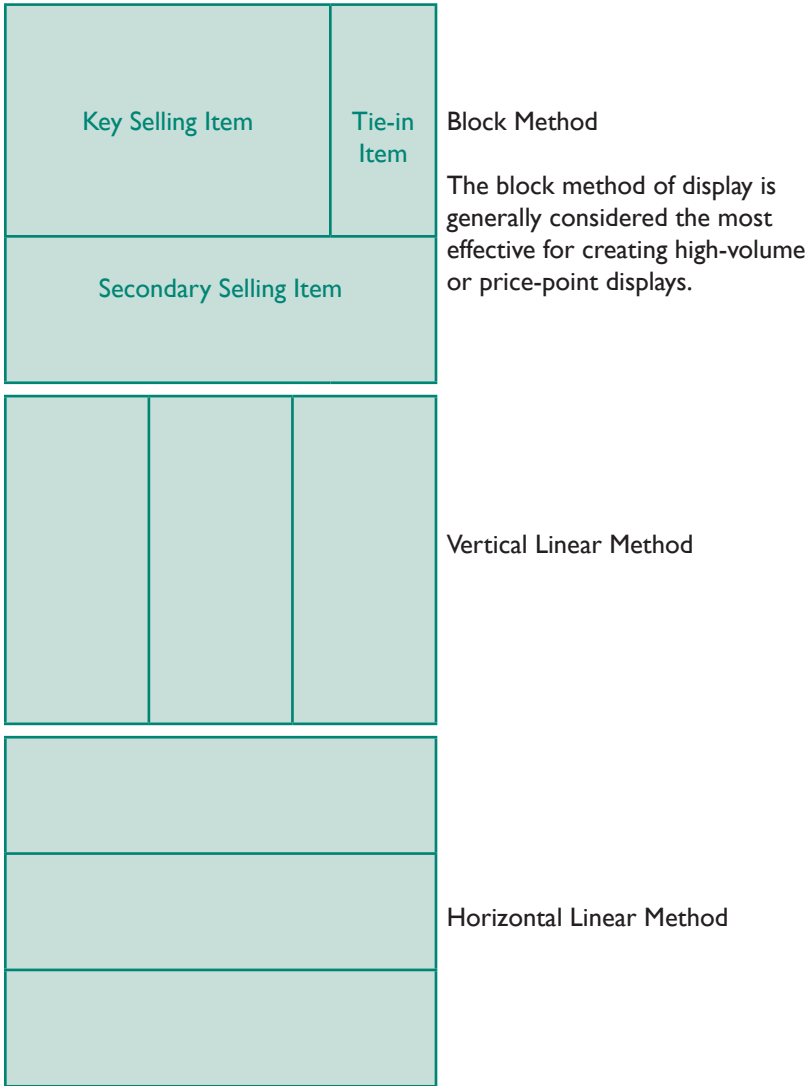 Key Selling Item
Tie-in
Item
Secondary Selling Item
Block Method
The block method of display is
generally considered the most
effective for creating high-volume
or price-point displays.
Vertical Linear Method
Horizontal Linear Method